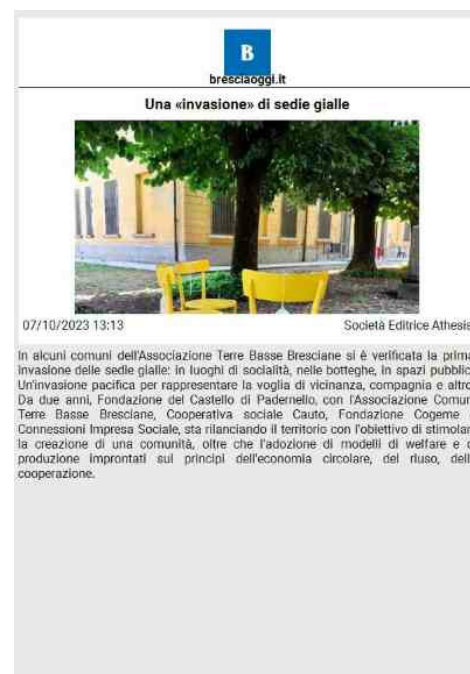 B
bresciaoggi.it
Una «invasione» di sedie gialle
07/10/2023 13:13 Società Editrice Athesis
In alcuni comuni dell'Associazione Terre Basse Bresciane si è verificata la prima
invasione delle sedie gialle: in luoghi di socialità, nelle botteghe, in spazi pubblic
Un'invasione pacifica per rappresentare la voglia di vicinanza, compagnia e altro
Da due anni, Fondazione del Castello di Padernello, con l'Associazione Comun
Terre Basse Bresciane, Cooperativa sociale Cauto, Fondazione Cogeme
Connessioni Impresa Sociale, sta rilanciando il territorio con l'obiettivo di stimolar
la creazione di una comunità, oltre che l'adozione di modelli di welfare e d
produzione improntati sui principi dell'economia circolare, del riuso, dell
cooperazione.